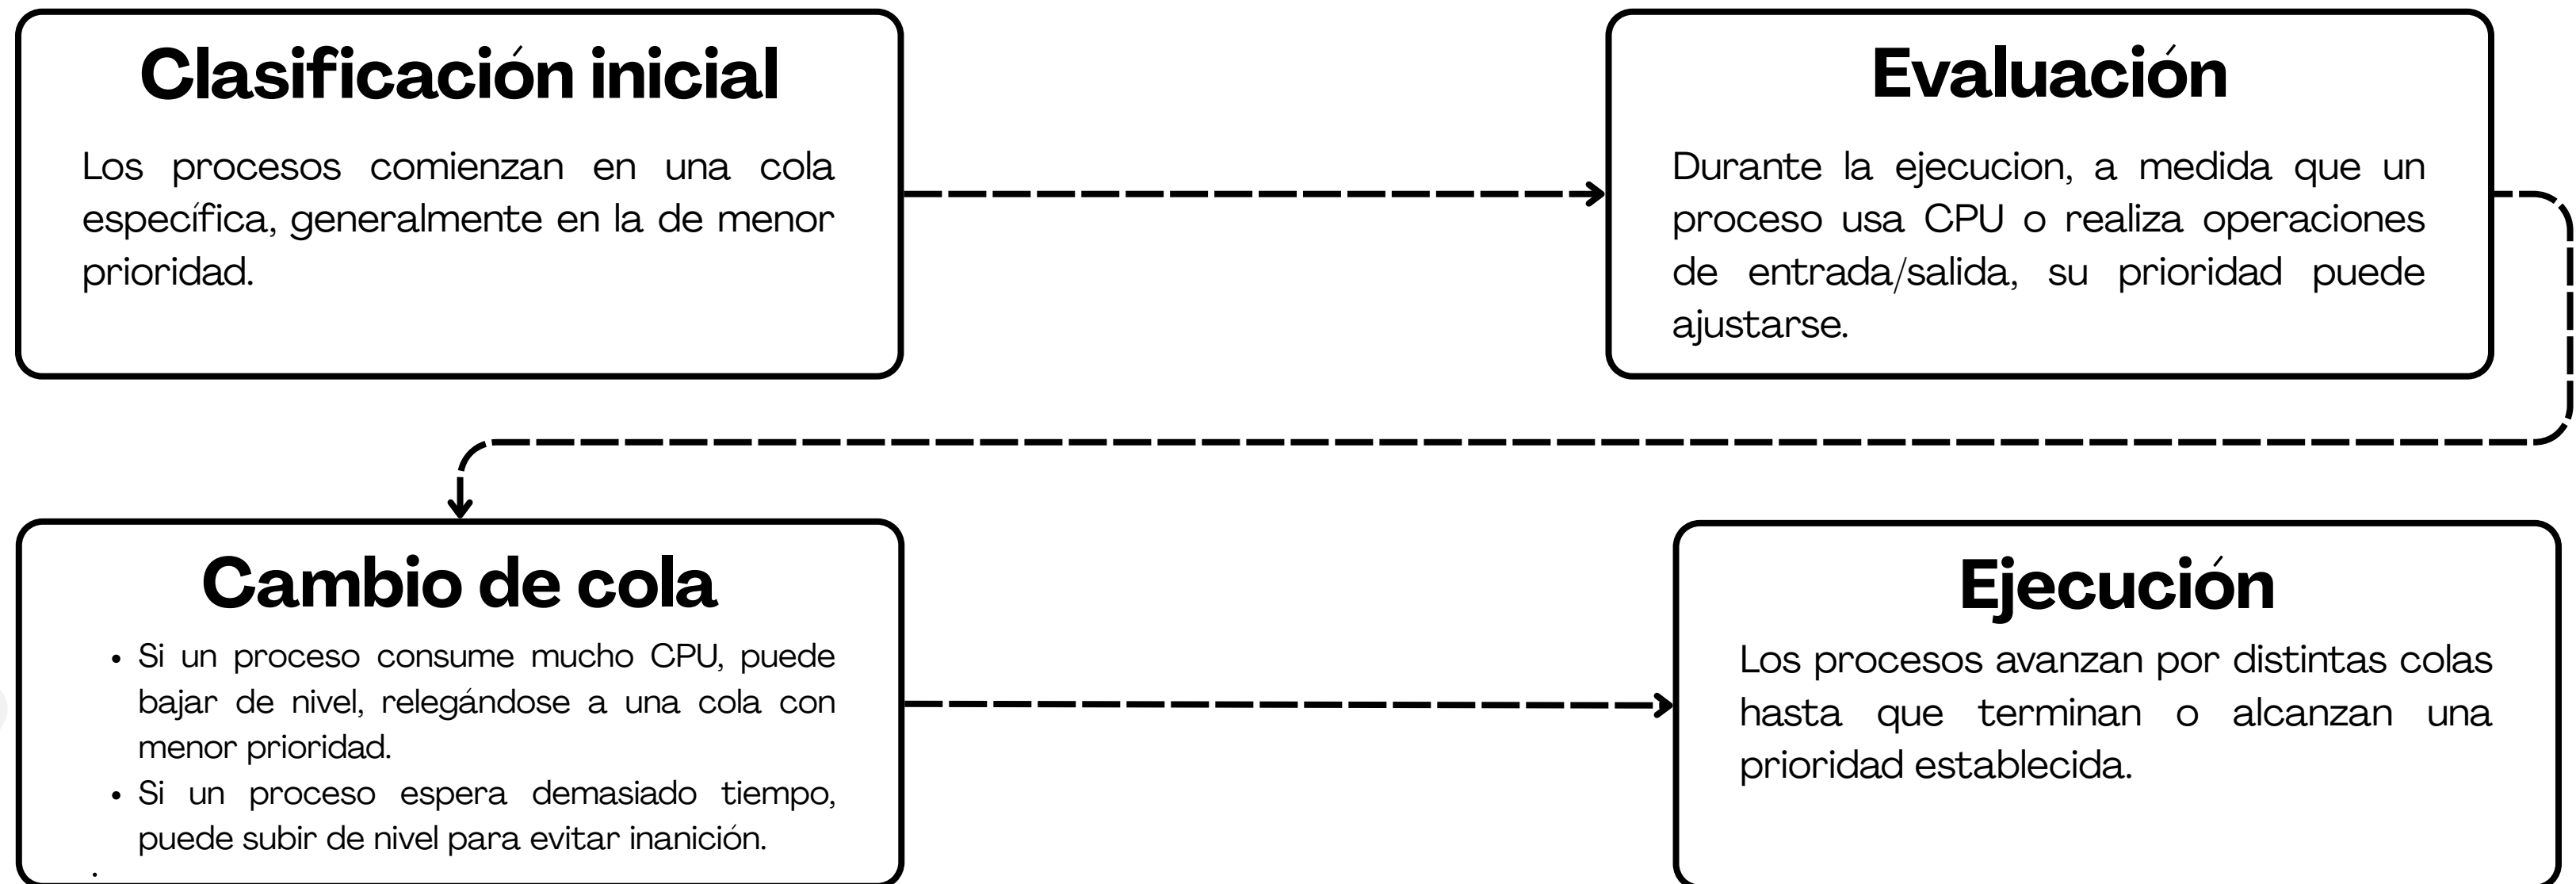 Clasificación inicial
Los procesos comienzan en una cola
específica, generalmente en la de menor
prioridad.
Evaluación
Durante la ejecucion, a medida que un
proceso usa CPU o realiza operaciones
de entrada/salida, su prioridad puede
ajustarse.
Cambio de cola
• Si un proceso consume mucho CPU, puede
bajar de nivel, relegándose a una cola con
menor prioridad.
• Si un proceso espera demasiado tiempo,
puede subir de nivel para evitar inanición.
.
Ejecución
Los procesos avanzan por distintas colas
hasta que terminan o alcanzan una
prioridad establecida.